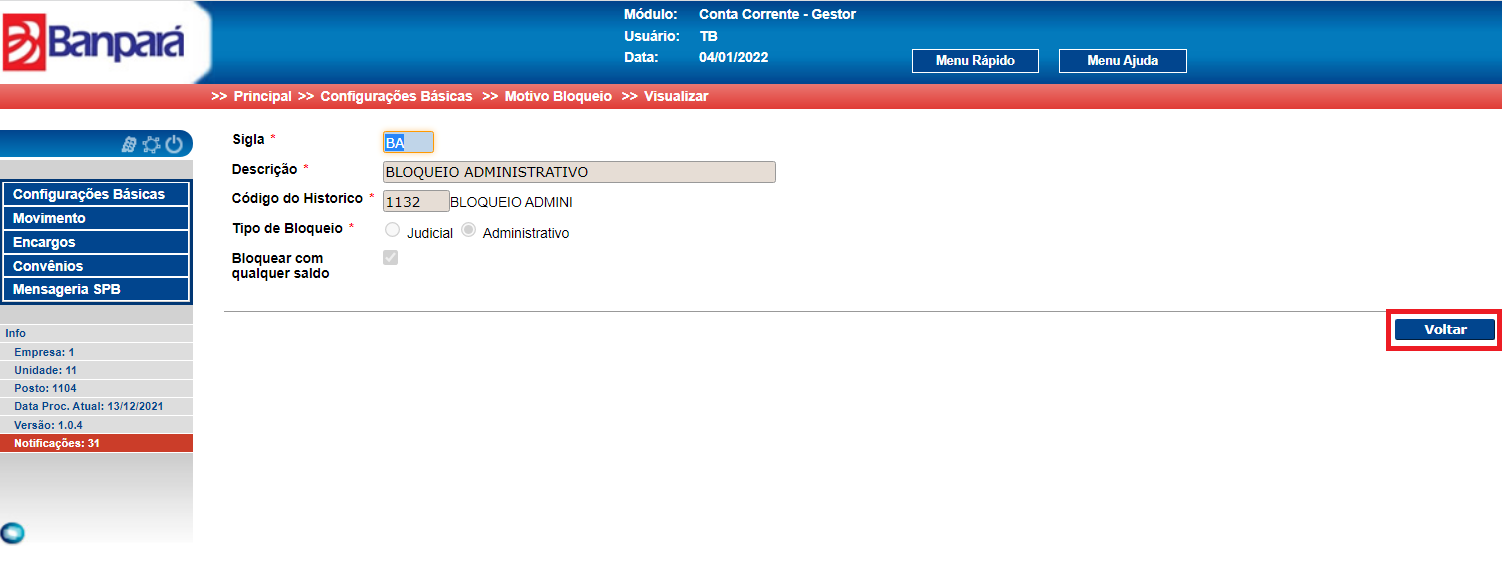 Banpará
Módulo: Conta Corrente - Gestor
Usuário: TB
Data: 04/01/2022
Menu Rápido
Menu Ajuda
>> Principal >> Configurações Básicas >> Motivo Bloqueio >> Visualizar
Configurações Básicas
Movimento
Encargos
Convênios
Mensageria SPB
Info
Empresa: 1
Unidade: 11
Posto: 1104
Data Proc. Atual: 13/12/2021
Versão: 1.0.4
Notificações: 31
Sigla * BA
Descrição * BLOQUEIO ADMINISTRATIVO
Código do Historico * 1132 BLOQUEIO ADMINI
Tipo de Bloqueio * Judicial Administrativo
Bloquear com
qualquer saldo
Voltar